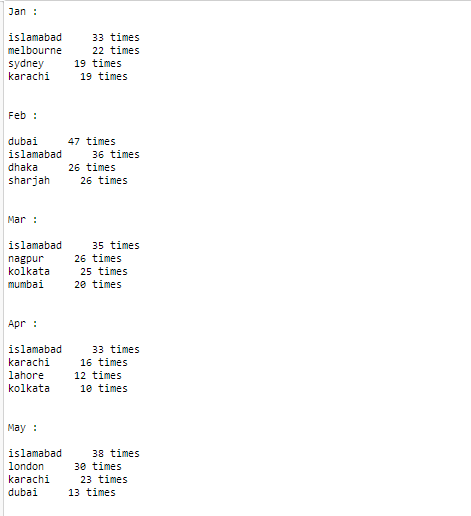 Jan :
islamabad     33 times
melbourne     22 times
sydney     19 times
karachi     19 times
Feb :
dubai     47 times
islamabad     36 times
dhaka     26 times
sharjah     26 times
Mar :
islamabad     35 times
nagpur     26 times
kolkata     25 times
mumbai     20 times
Apr :
islamabad     33 times
karachi     16 times
lahore     12 times
kolkata     10 times
May :
islamabad     38 times
london     30 times
karachi     23 times
dubai     13 times